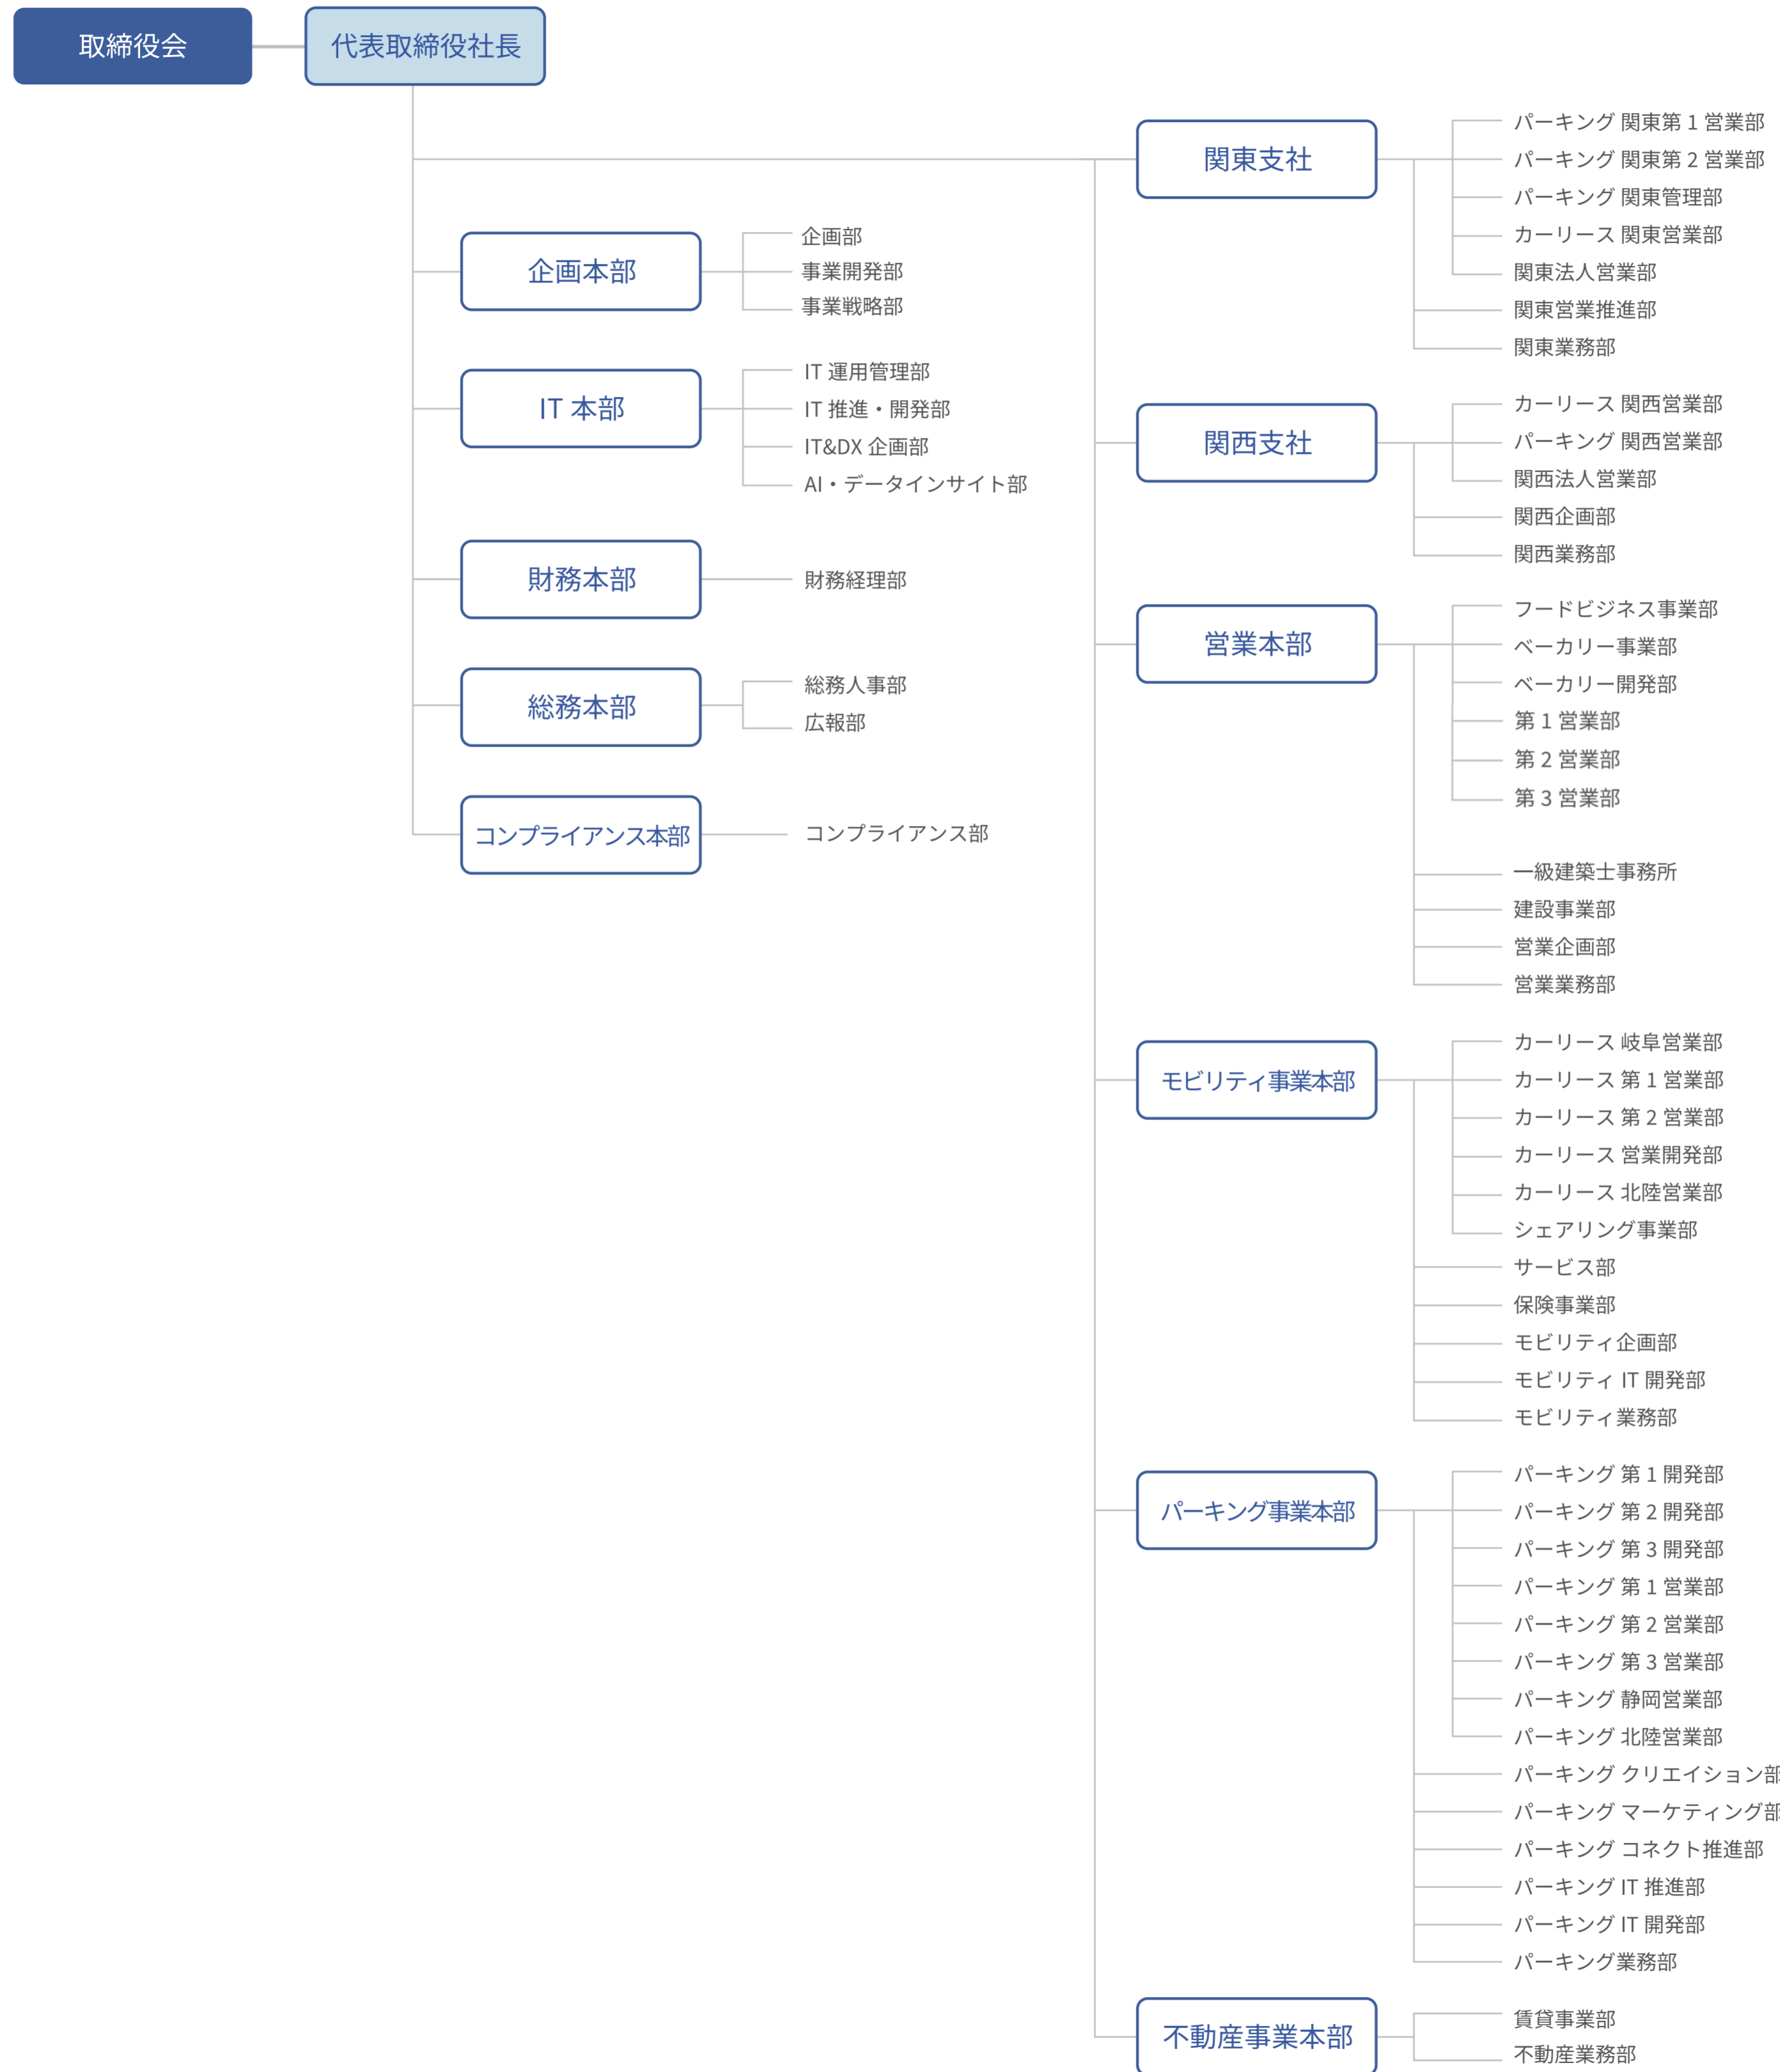 取締役会
代表取締役社長
企画本部
企画部
事業開発部
事業戦略部
IT 本部
IT 運用管理部
IT 推進・開発部
IT&DX 企画部
AI・データインサイト部
財務本部
財務経理部
総務本部
総務人事部
広報部
コンプライアンス本部
コンプライアンス部
関東支社
パーキング 関東第 1 営業部
パーキング 関東第 2 営業部
パーキング 関東管理部
カーリース 関東営業部
関東法人営業部
関東営業推進部
関東業務部
関西支社
カーリース 関西営業部
パーキング 関西営業部
関西法人営業部
関西企画部
関西業務部
営業本部
フードビジネス事業部
ベーカリー事業部
ベーカリー開発部
第 1 営業部
第 2 営業部
第 3 営業部
一級建築士事務所
建設事業部
営業企画部
営業業務部
モビリティ事業本部
カーリース 岐阜営業部
カーリース 第 1 営業部
カーリース 第 2 営業部
カーリース 営業開発部
カーリース 北陸営業部
シェアリング事業部
サービス部
保険事業部
モビリティ企画部
モビリティ IT 開発部
モビリティ業務部
パーキング事業本部
パーキング 第 1 開発部
パーキング 第 2 開発部
パーキング 第 3 開発部
パーキング 第 1 営業部
パーキング 第 2 営業部
パーキング 第 3 営業部
パーキング 静岡営業部
パーキング 北陸営業部
パーキング クリエイション部
パーキング マーケティング部
パーキング コネクト推進部
パーキング IT 推進部
パーキング IT 開発部
パーキング業務部
不動産事業本部
賃貸事業部
不動産業務部